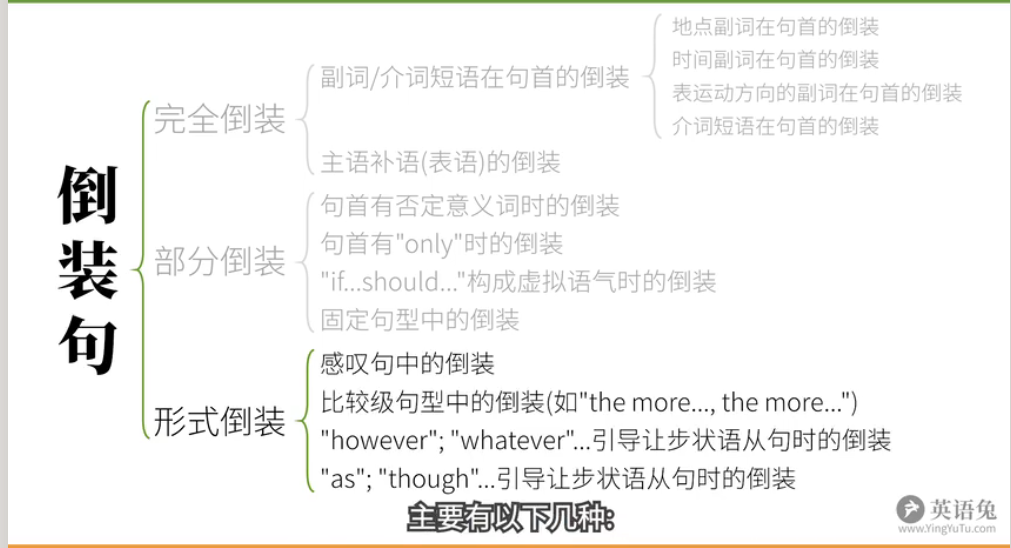 倒装句
完全倒装
副词/介词短语在句首的倒装
地点副词在句首的倒装
时间副词在句首的倒装
表运动方向的副词在句首的倒装
介词短语在句首的倒装
主语补语(表语)的倒装
部分倒装
句首有否定意义词时的倒装
句首有"only"时的倒装
"if...should..."构成虚拟语气时的倒装
固定句型中的倒装
形式倒装
感叹句中的倒装
比较级句型中的倒装(如"the more..., the more...")
"however"; "whatever"...引导让步状语从句时的倒装
"as"; "though"...引导让步状语从句时的倒装
主要有以下几种:
英语兔
www.YingYuTu.com